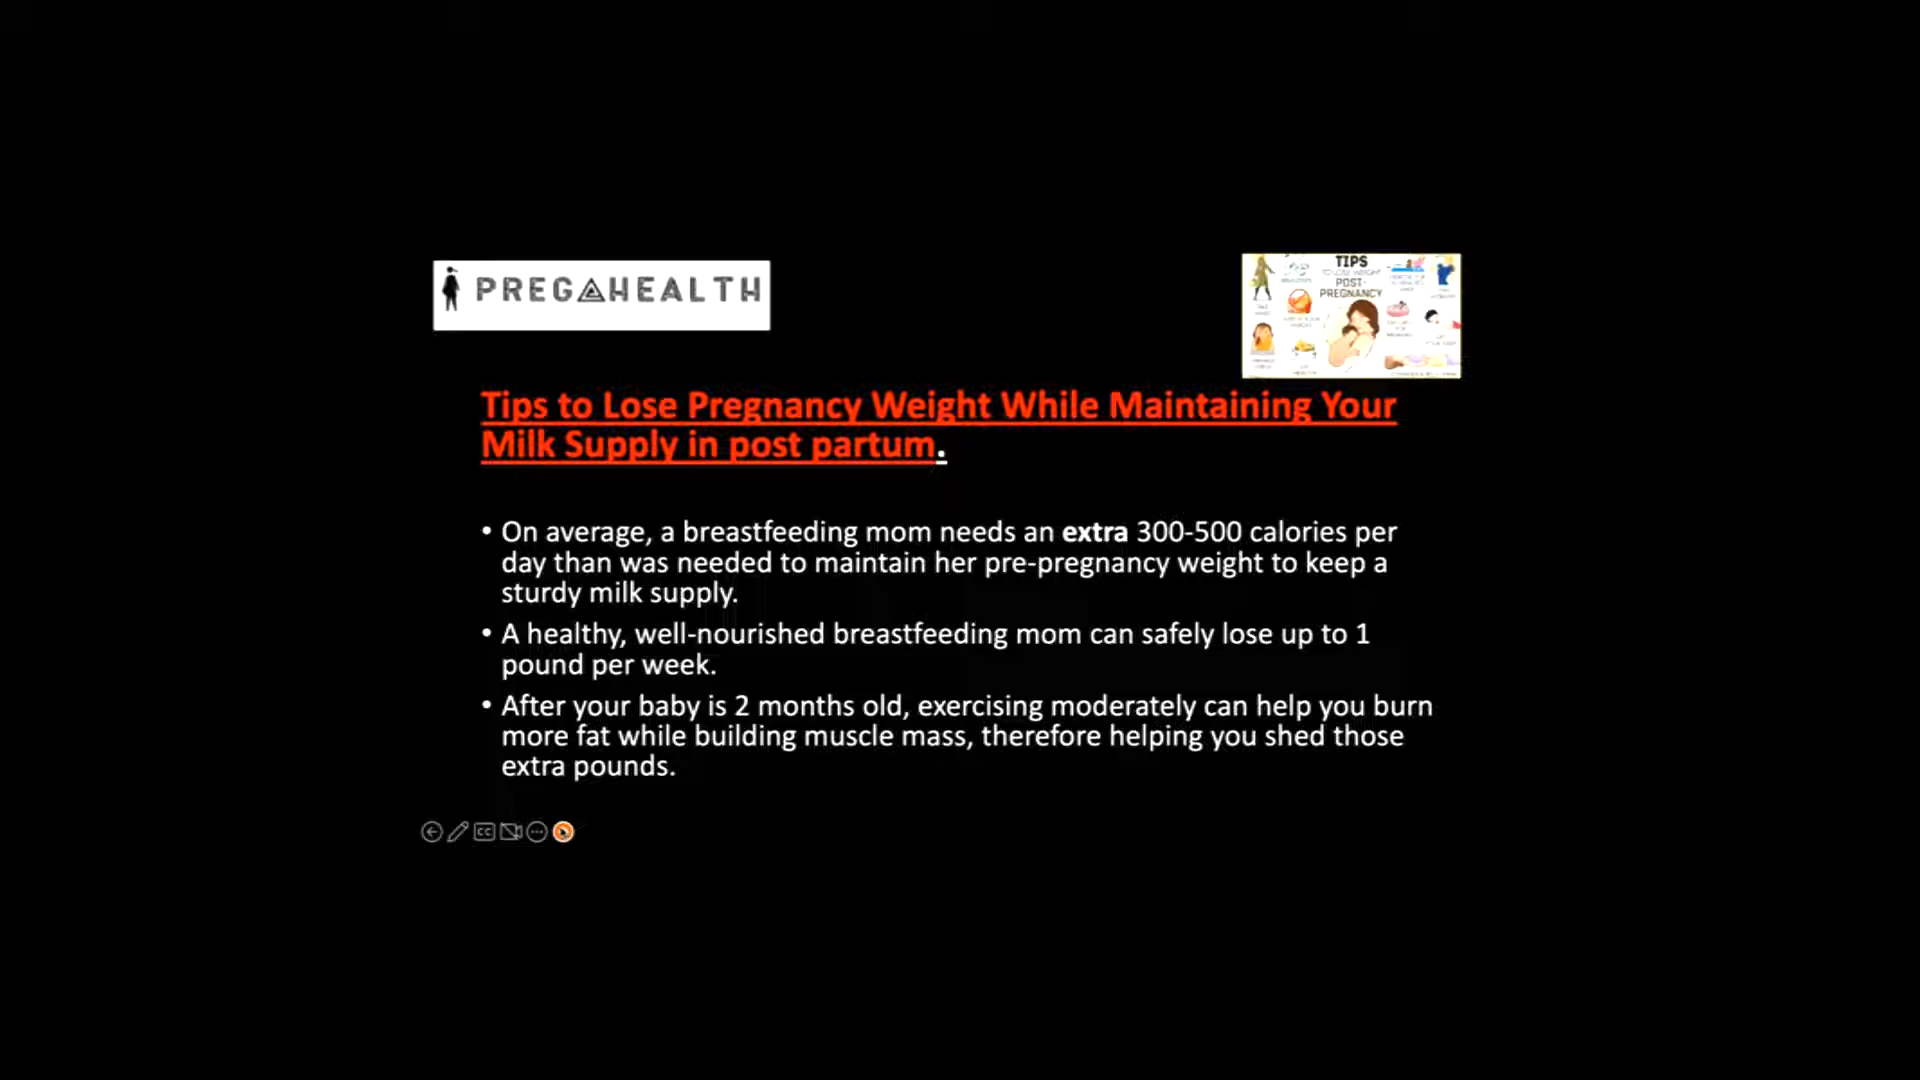 PREGAHEALTH
TIPS
TO LOSE WEIGHT
POST-
PREGNANCY
Tips to Lose Pregnancy Weight While Maintaining Your
Milk Supply in post partum.
• On average, a breastfeeding mom needs an extra 300-500 calories per
day than was needed to maintain her pre-pregnancy weight to keep a
sturdy milk supply.
• A healthy, well-nourished breastfeeding mom can safely lose up to 1
pound per week.
• After your baby is 2 months old, exercising moderately can help you burn
more fat while building muscle mass, therefore helping you shed those
extra pounds.
CC